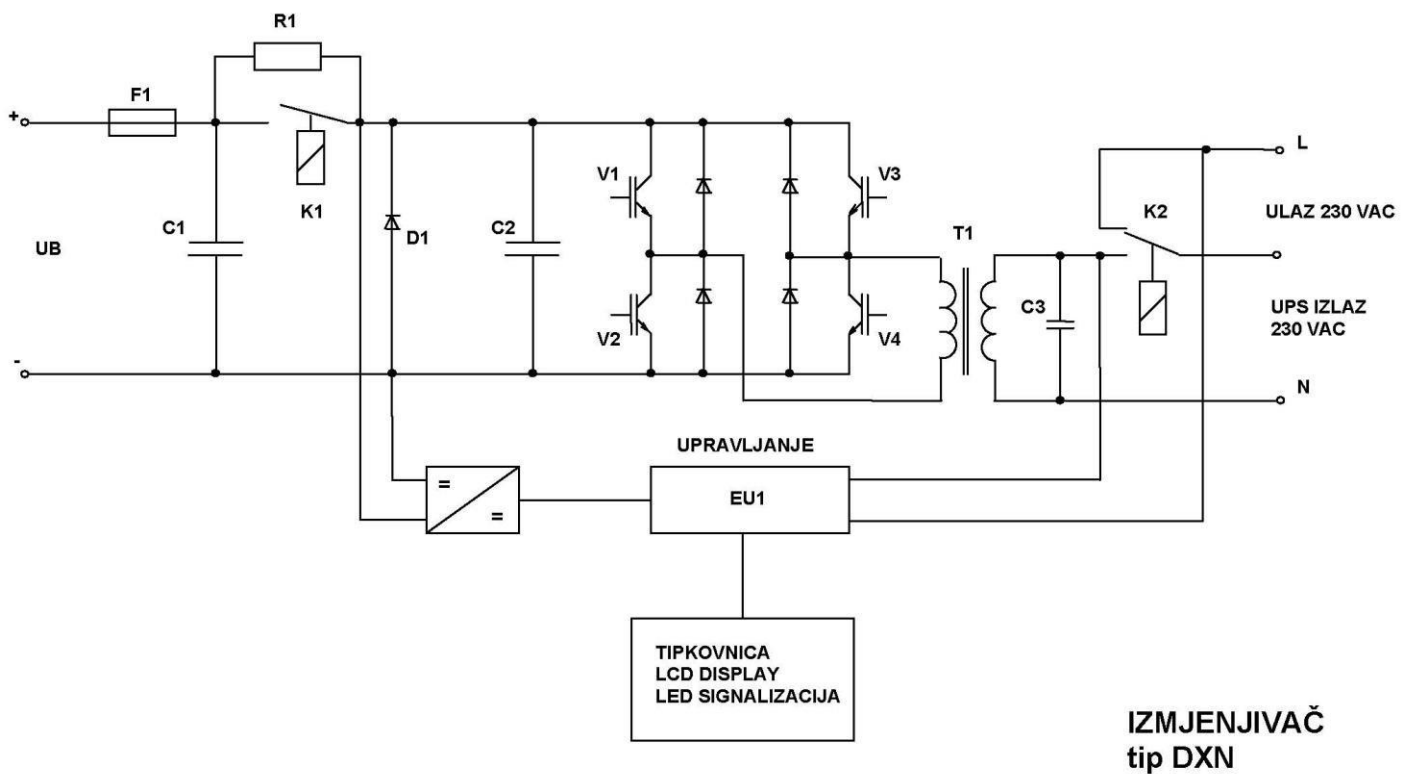 R1
F1
+
K1
C1
UB
D1
C2
V1
V2
V3
V4
T1
C3
K2
L
ULAZ 230 VAC
UPS IZLAZ
230 VAC
N
-
UPRAVLJANJE
=
=
EU1
TIPKOVNICA
LCD DISPLAY
LED SIGNALIZACIJA
IZMJENJIVAČ
tip DXN